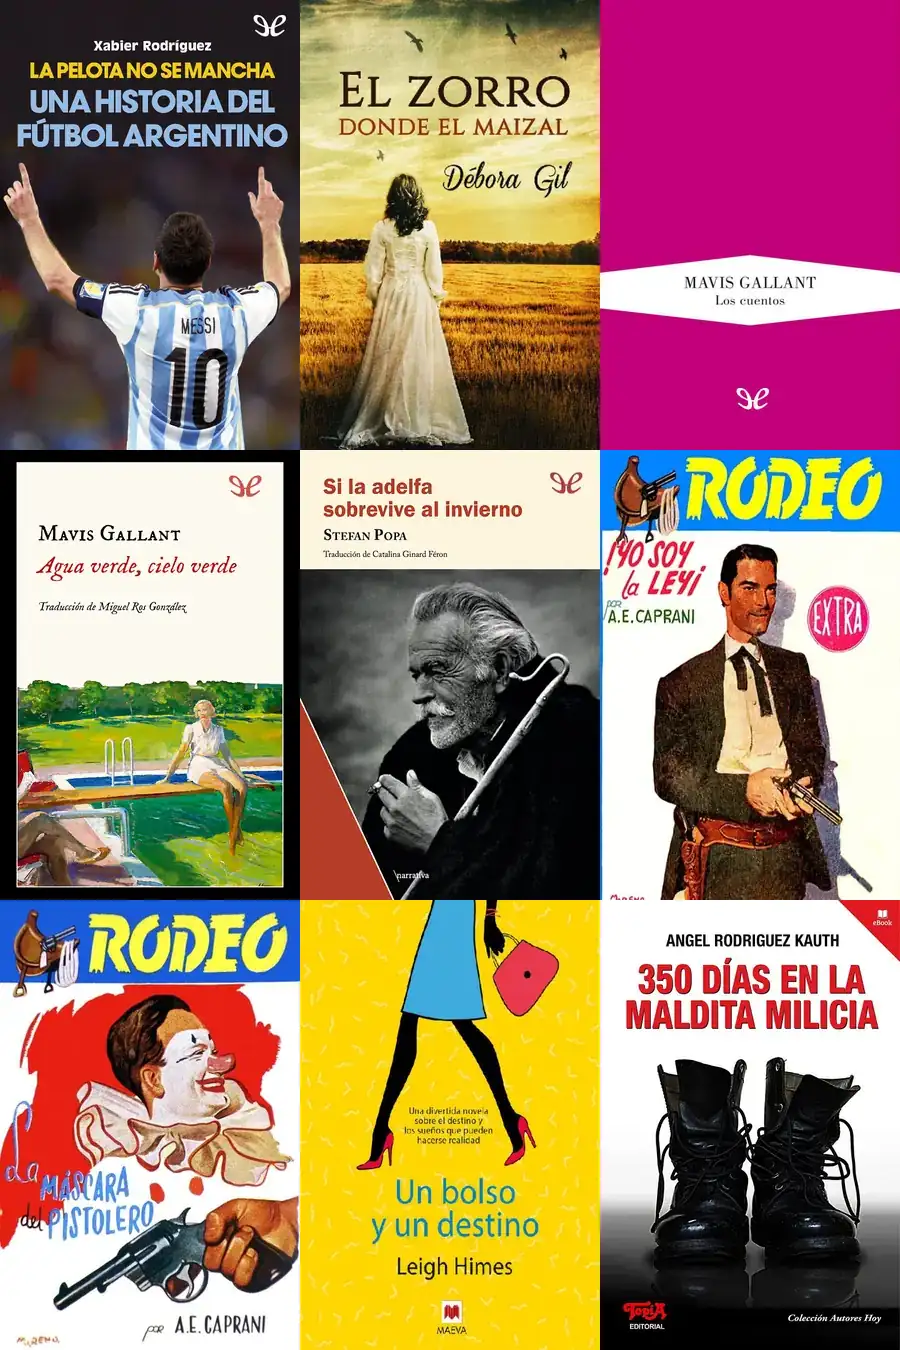 Xabier Rodríguez
LA PELOTA NO SE MANCHA
UNA HISTORIA DEL
FÚTBOL ARGENTINO
MESSI
10
EL ZORRO
DONDE EL MAIZAL
Débora Gil
MAVIS GALLANT
Los cuentos
MAVIS GALLANT
Agua verde, cielo verde
Traducción de Miguel Ros González
Si la adelfa
sobrevive al invierno
STEFAN POPA
Traducción de Catalina Ginard Féron
\narrativa
RODEO
¡YO SOY
la LEY!
por
A.E. CAPRANI
EXTRA
MORENO
RODEO
La
MÁSCARA
del PISTOLERO
por A.E. CAPRANI
MORENO
Una divertida novela
sobre el destino y
los sueños que pueden
hacerse realidad
Un bolso
y un destino
Leigh Himes
M
MAEVA
eBook
ANGEL RODRIGUEZ KAUTH
350 DÍAS EN LA
MALDITA MILICIA
TopíA
EDITORIAL
Colección Autores Hoy